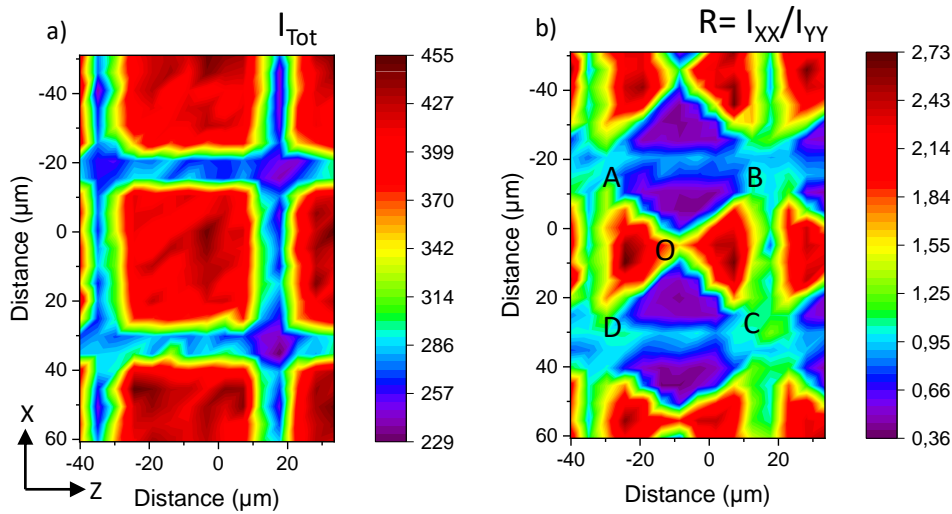 a)
I_Tot
455
427
399
370
342
314
286
257
229
-40
-20
0
20
40
60
Distance (µm)
-40 -20 0 20
Distance (µm)
X
Z
b)
R= I_XX/I_YY
2,73
2,43
2,14
1,84
1,55
1,25
0,95
0,66
0,36
-40
-20
0
20
40
60
Distance (µm)
-40 -20 0 20
Distance (µm)
A B
O
D C